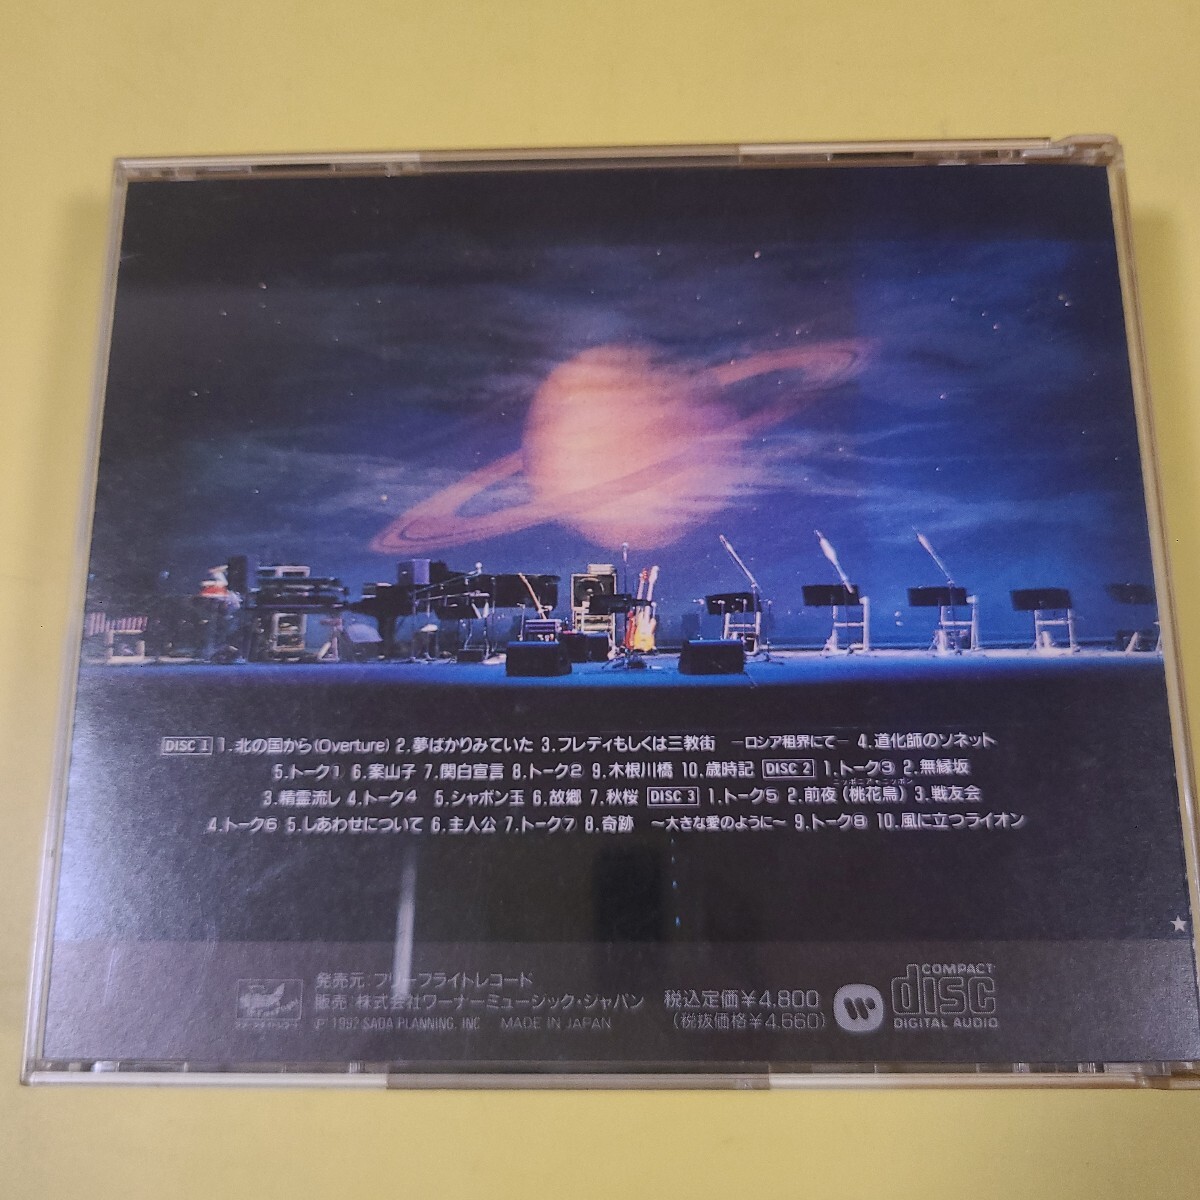 DISC 1 1.北の国から(Overture) 2.夢ばかりみていた 3.フレディもしくは三教街 ーロシア租界にてー 4.道化師のソネット
5.トーク1 6.案山子 7.関白宣言 8.トーク2 9.木根川橋 10.歳時記 DISC 2 1.トーク③ 2.無縁坂
ニッポニア・ニッポン
3.精霊流し 4.トーク4 5.シャボン玉 6.故郷 7.秋桜 DISC 3 1.トーク5 2.前夜(桃花鳥) 3.戦友会
4.トーク6 5.しあわせについて 6.主人公 7.トーク7 8.奇跡 〜大きな愛のように〜 9.トーク⑧ 10.風に立つライオン
発売元:フリーフライトレコード
販売:株式会社ワーナーミュージック・ジャパン
℗ 1992 SADA PLANNING, INC MADE IN JAPAN
税込定価¥4,800
(税抜価格¥4,660)
COMPACT
disc
DIGITAL AUDIO